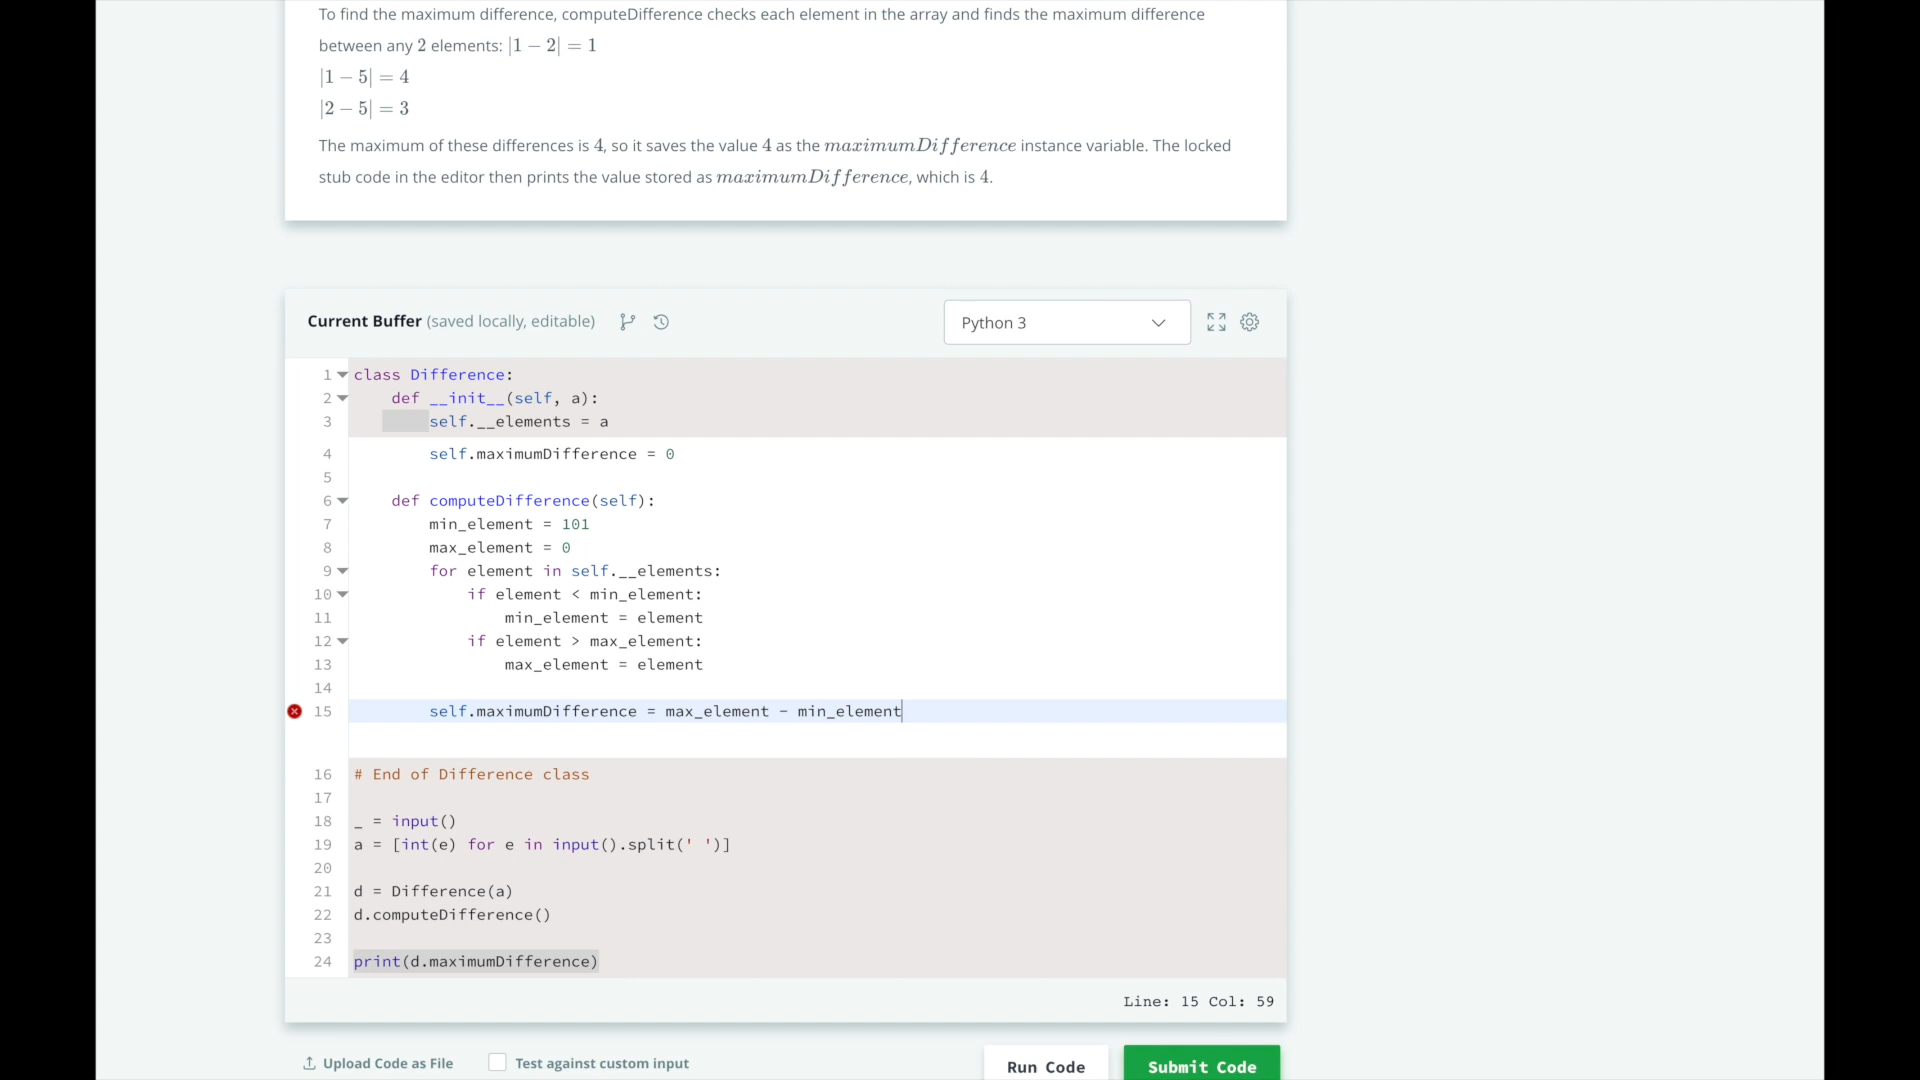 To find the maximum difference, computeDifference checks each element in the array and finds the maximum difference
between any 2 elements: |1 − 2| = 1
|1 − 5| = 4
|2 − 5| = 3
The maximum of these differences is 4, so it saves the value 4 as the maximumDifference instance variable. The locked
stub code in the editor then prints the value stored as maximumDifference, which is 4.
Current Buffer (saved locally, editable)
Python 3
1 class Difference:
2     def __init__(self, a):
3         self.__elements = a
4         self.maximumDifference = 0
5
6     def computeDifference(self):
7         min_element = 101
8         max_element = 0
9         for element in self.__elements:
10             if element < min_element:
11                 min_element = element
12             if element > max_element:
13                 max_element = element
14
15         self.maximumDifference = max_element - min_element
16 # End of Difference class
17
18 _ = input()
19 a = [int(e) for e in input().split(' ')]
20
21 d = Difference(a)
22 d.computeDifference()
23
24 print(d.maximumDifference)
Line: 15 Col: 59
Upload Code as File Test against custom input Run Code Submit Code